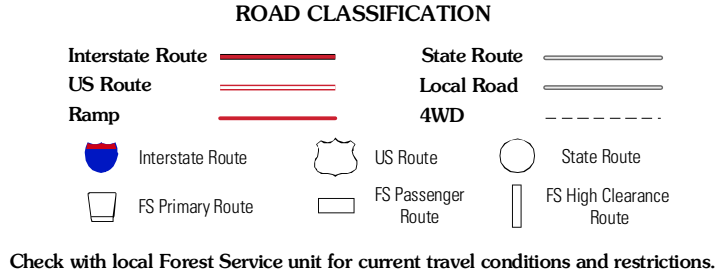 ROAD CLASSIFICATION
Interstate Route
State Route
US Route
Local Road
Ramp
4WD
Interstate Route
US Route
State Route
FS Primary Route
FS Passenger
Route
FS High Clearance
Route
Check with local Forest Service unit for current travel conditions and restrictions.